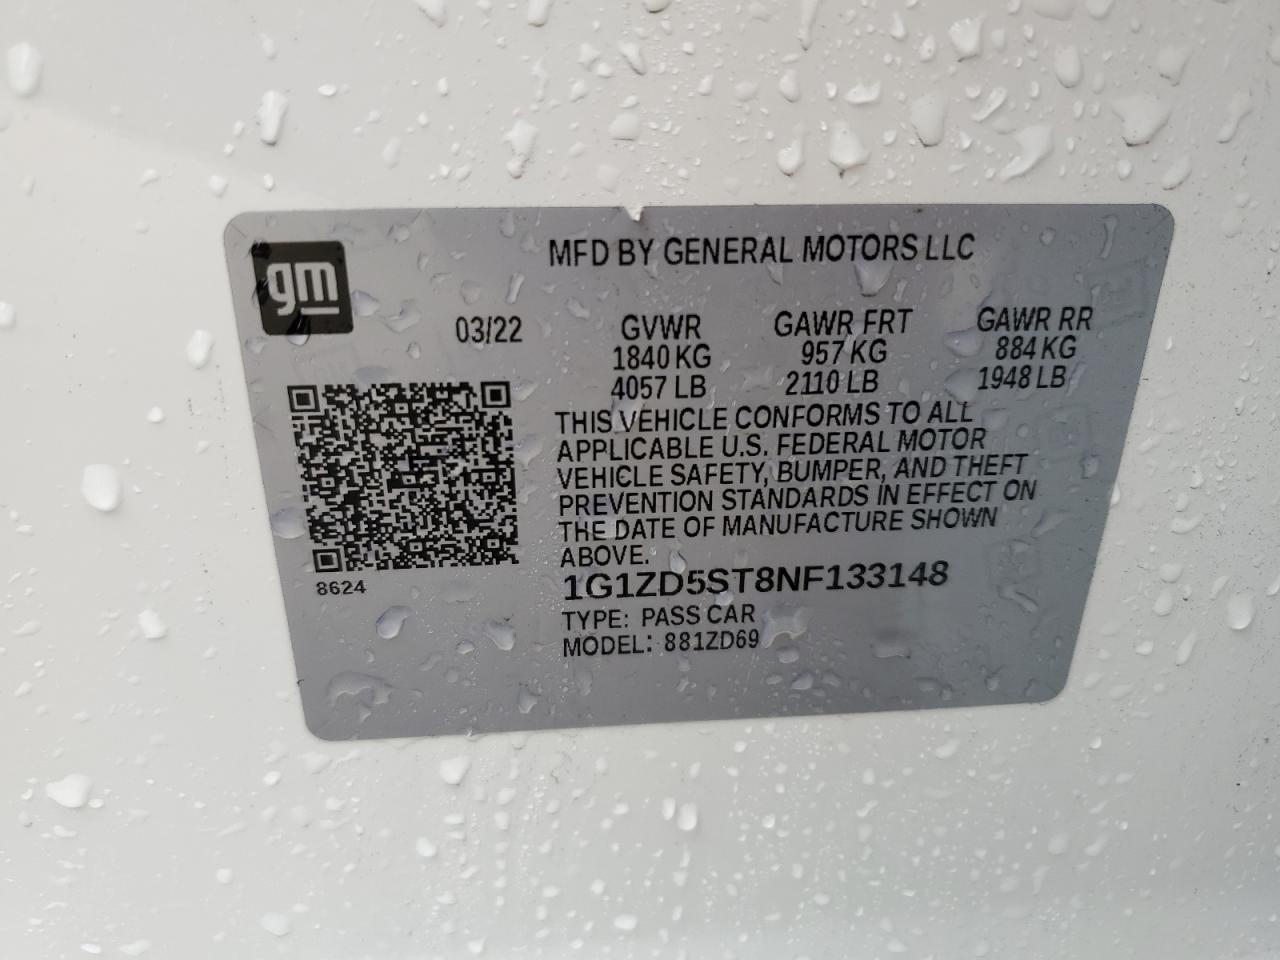 MFD BY GENERAL MOTORS LLC
gm
03/22
GVWR GAWR FRT GAWR RR
1840 KG 957 KG 884 KG
4057 LB 2110 LB 1948 LB
THIS VEHICLE CONFORMS TO ALL
APPLICABLE U.S. FEDERAL MOTOR
VEHICLE SAFETY, BUMPER, AND THEFT
PREVENTION STANDARDS IN EFFECT ON
THE DATE OF MANUFACTURE SHOWN
ABOVE.
8624
1G1ZD5ST8NF133148
TYPE: PASS CAR
MODEL: 881ZD69